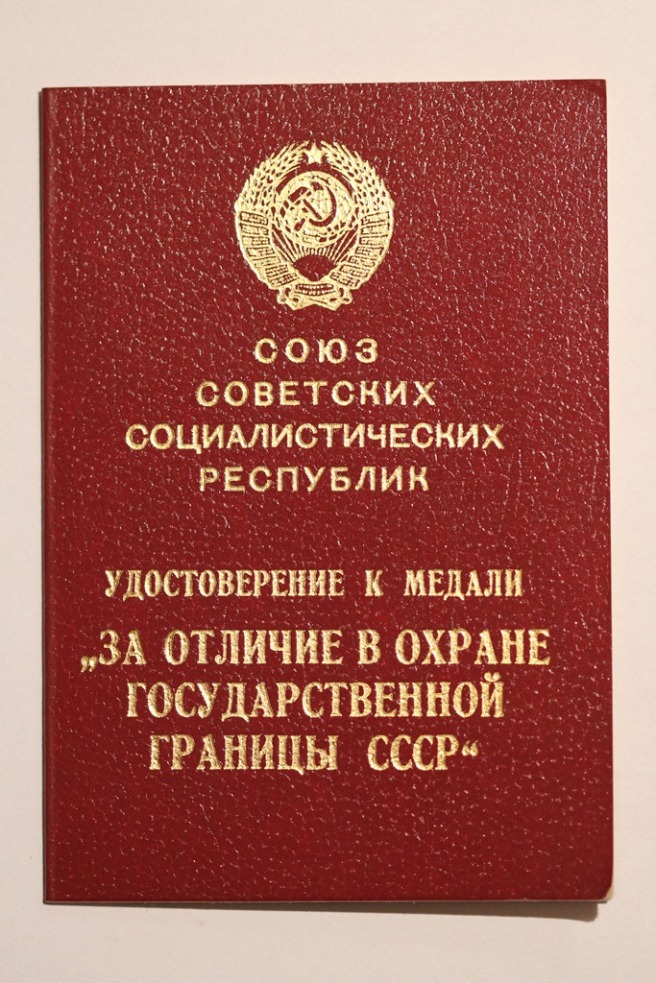 СОЮЗ
СОВЕТСКИХ
СОЦИАЛИСТИЧЕСКИХ
РЕСПУБЛИК
УДОСТОВЕРЕНИЕ К МЕДАЛИ
„ЗА ОТЛИЧИЕ В ОХРАНЕ
ГОСУДАРСТВЕННОЙ
ГРАНИЦЫ СССР“